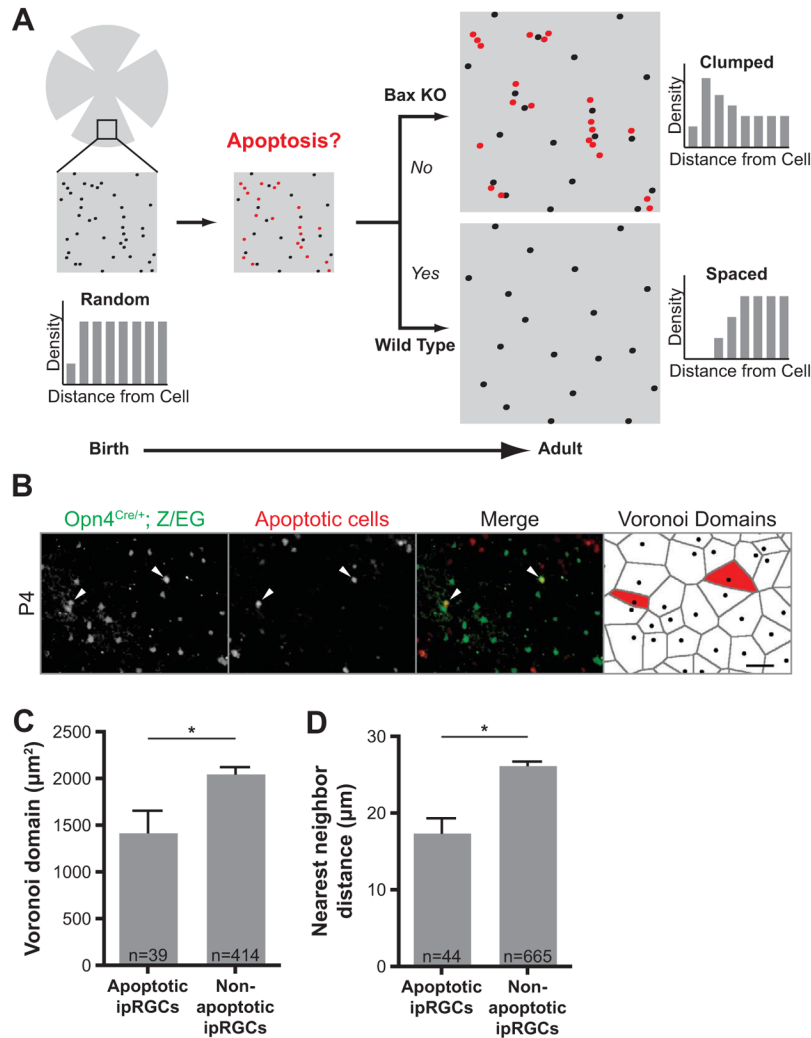 A
Bax KO
Clumped
Density
Distance from Cell
Apoptosis?
No
Yes
Random
Density
Distance from Cell
Wild Type
Spaced
Density
Distance from Cell
Birth
Adult
B
Opn4Cre/+; Z/EG
Apoptotic cells
Merge
Voronoi Domains
P4
C
*
Voronoi domain (µm²)
2500
2000
1500
1000
500
0
n=39
n=414
Apoptotic
ipRGCs
Non-
apoptotic
ipRGCs
D
*
Nearest neighbor
distance (µm)
30
20
10
0
n=44
n=665
Apoptotic
ipRGCs
Non-
apoptotic
ipRGCs